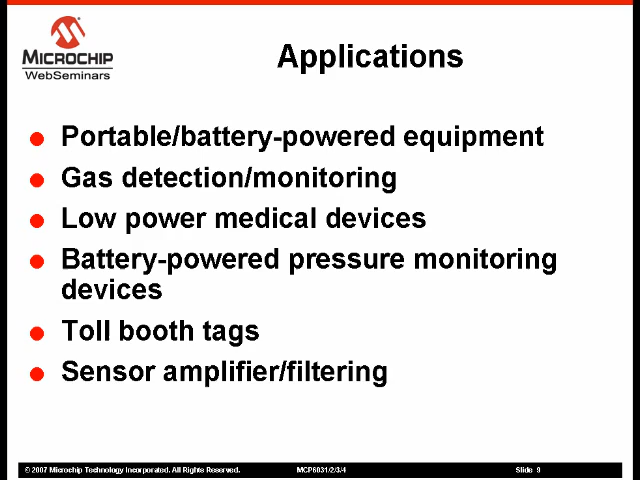 MICROCHIP
WebSeminars
Applications
Portable/battery-powered equipment
Gas detection/monitoring
Low power medical devices
Battery-powered pressure monitoring
devices
Toll booth tags
Sensor amplifier/filtering
© 2007 Microchip Technology Incorporated. All Rights Reserved. MCP6031/2/3/4 Slide 9